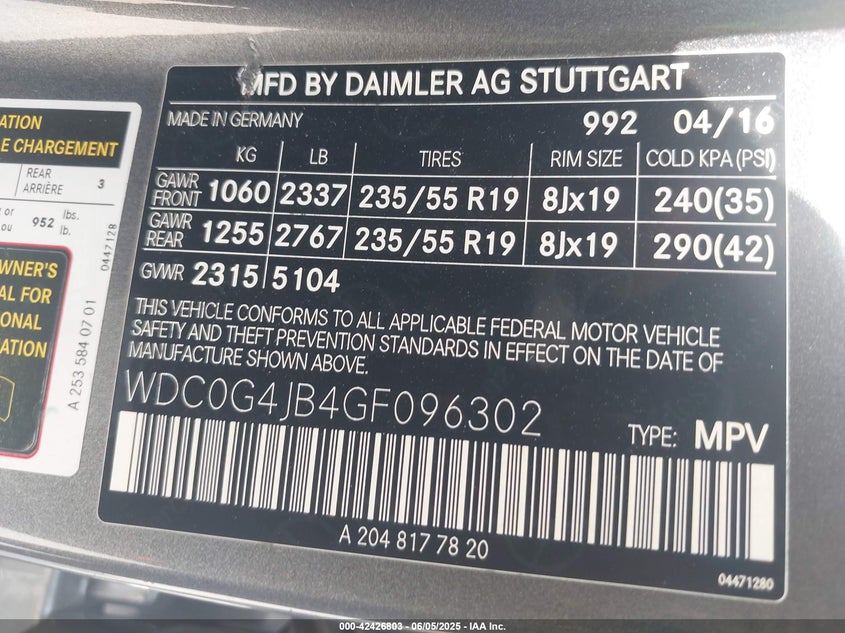 ATION
E CHARGEMENT
REAR
ARRIÈRE 3
or
ou 952 lbs.
lb.
0447128
WNER'S
AL FOR
IONAL
ATION
A 253 584 07 01
MFD BY DAIMLER AG STUTTGART
MADE IN GERMANY 992 04/16
KG LB TIRES RIM SIZE COLD KPA (PSI)
GAWR FRONT 1060 2337 235/55 R19 8Jx19 240(35)
GAWR REAR 1255 2767 235/55 R19 8Jx19 290(42)
GVWR 2315 5104
THIS VEHICLE CONFORMS TO ALL APPLICABLE FEDERAL MOTOR VEHICLE
SAFETY AND THEFT PREVENTION STANDARDS IN EFFECT ON THE DATE OF
MANUFACTURE SHOWN ABOVE.
WDC0G4JB4GF096302
TYPE: MPV
A 204 817 78 20
04471280
000-42426803 - 06/05/2025 - IAA Inc.